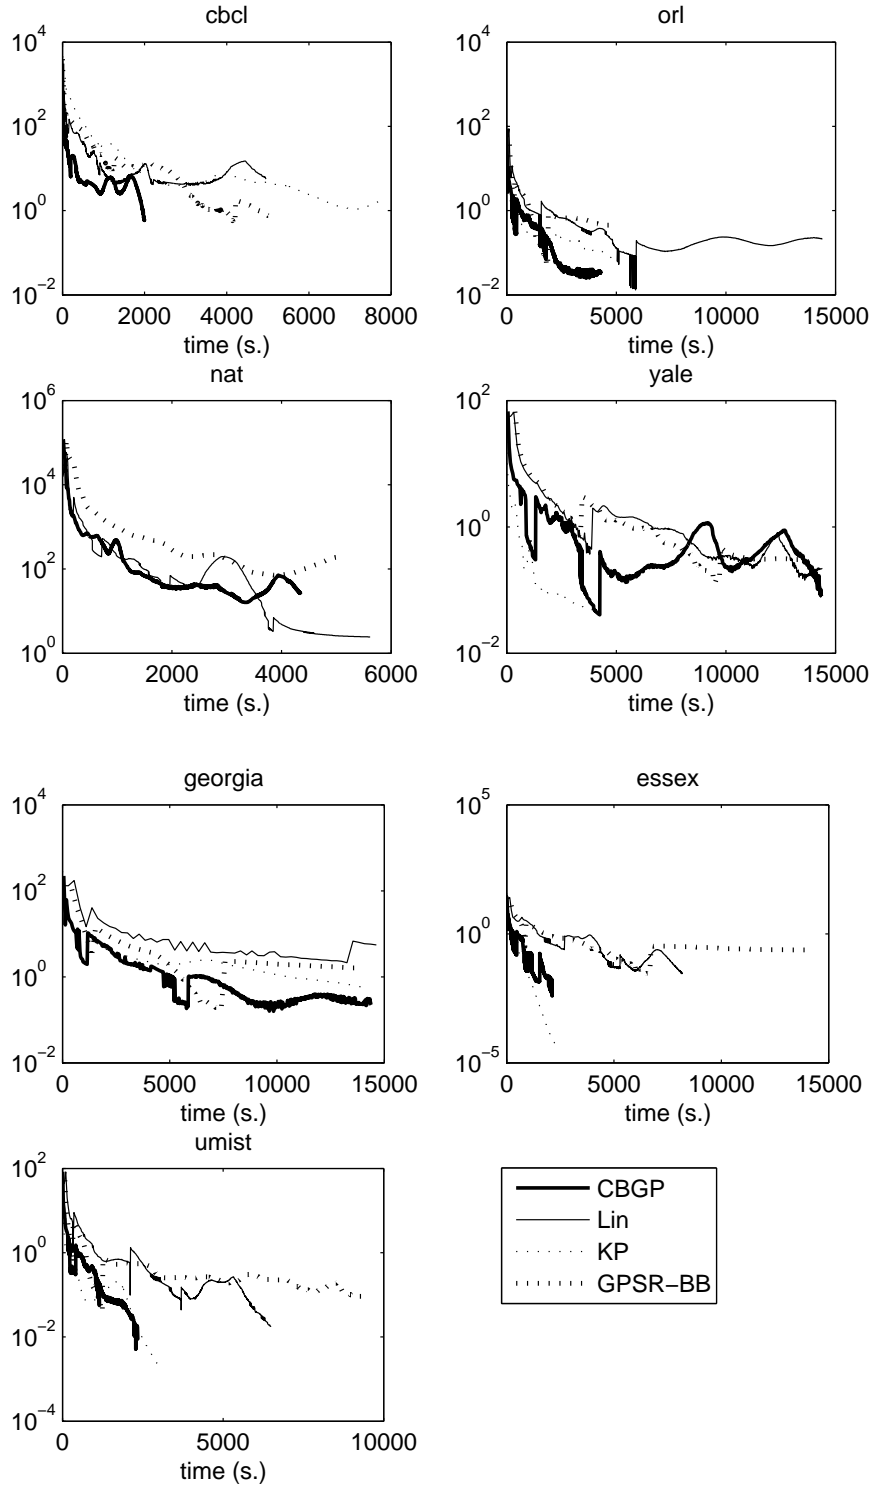 cbcl
10^4
10^2
10^0
10^−2
0 2000 4000 6000 8000
time (s.)
orl
10^4
10^2
10^0
10^−2
0 5000 10000 15000
time (s.)
nat
10^6
10^4
10^2
10^0
0 2000 4000 6000
time (s.)
yale
10^2
10^0
10^−2
0 5000 10000 15000
time (s.)
georgia
10^4
10^2
10^0
10^−2
0 5000 10000 15000
time (s.)
essex
10^5
10^0
10^−5
0 5000 10000 15000
time (s.)
umist
10^2
10^0
10^−2
10^−4
0 5000 10000
time (s.)
CBGP
Lin
KP
GPSR−BB